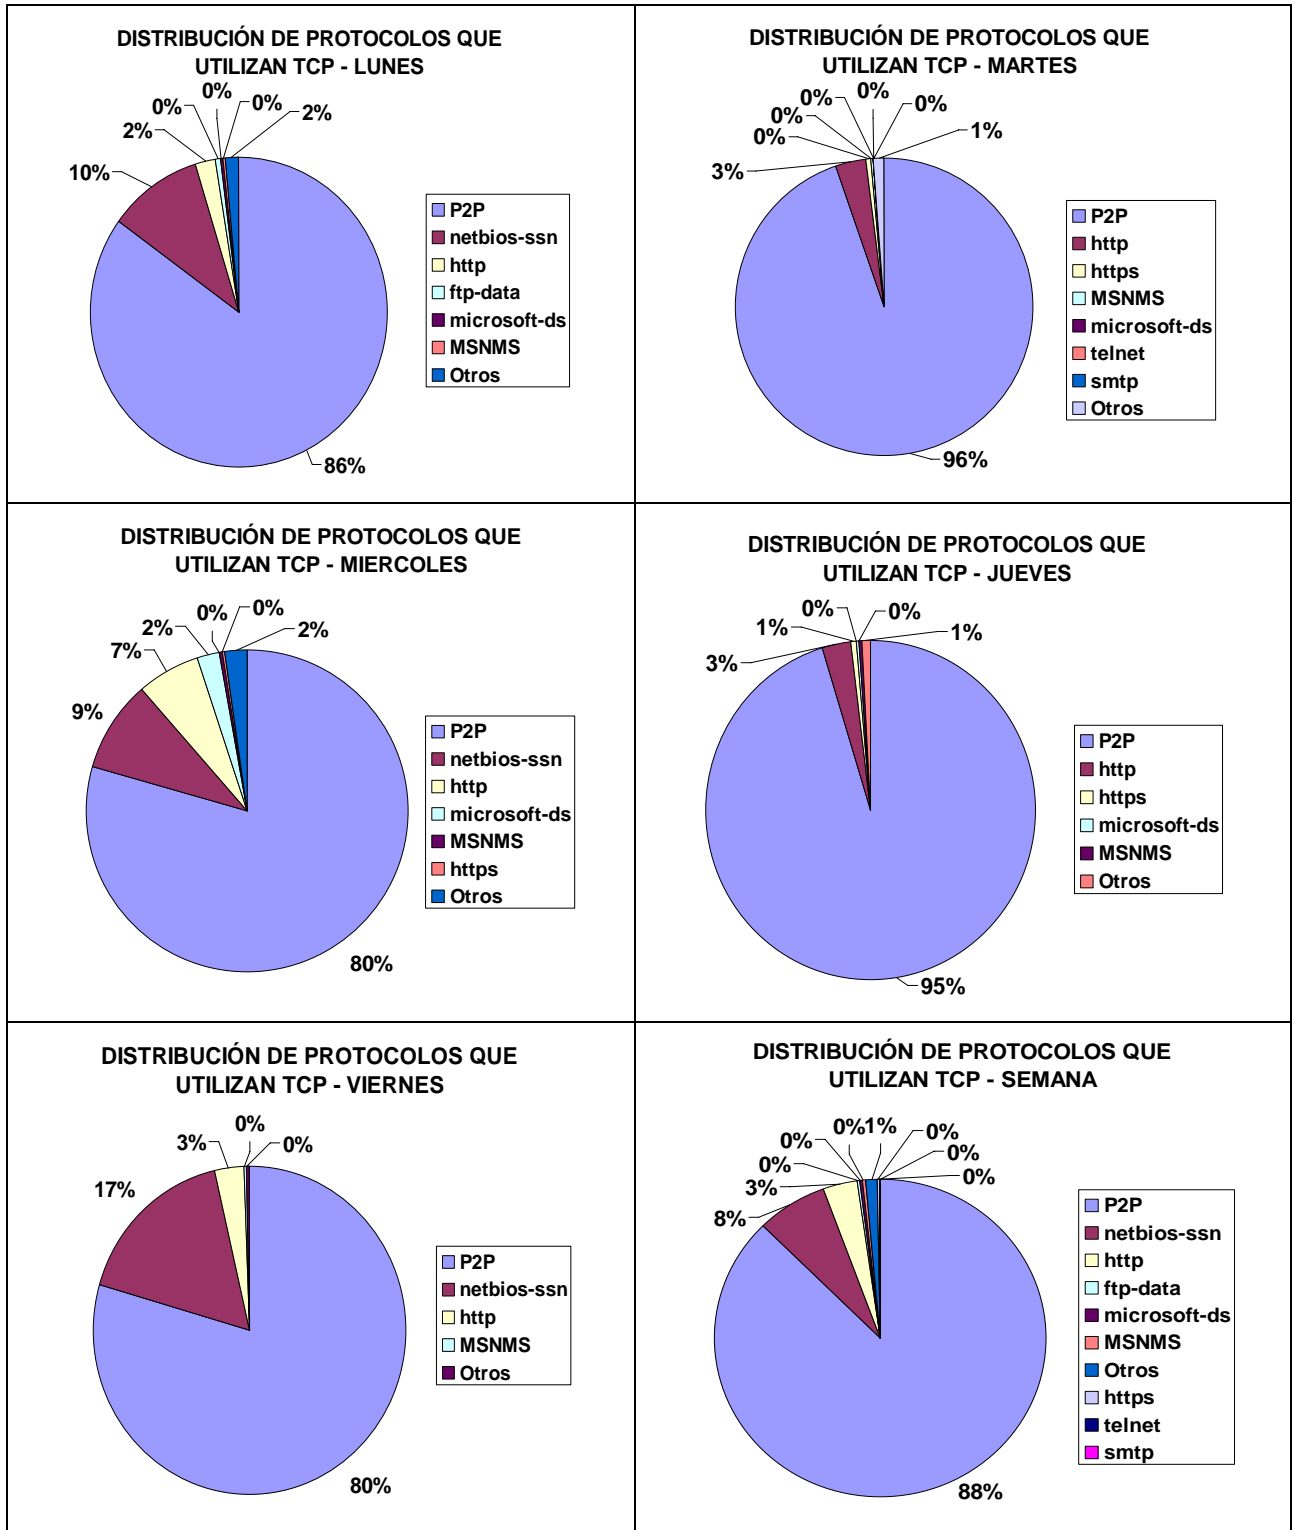 DISTRIBUCIÓN DE PROTOCOLOS QUE
UTILIZAN TCP - LUNES
0%
0%
0%
2%
2%
10%
86%
P2P
netbios-ssn
http
ftp-data
microsoft-ds
MSNMS
Otros
DISTRIBUCIÓN DE PROTOCOLOS QUE
UTILIZAN TCP - MARTES
0%
0%
0%
0%
0%
1%
3%
96%
P2P
http
https
MSNMS
microsoft-ds
telnet
smtp
Otros
DISTRIBUCIÓN DE PROTOCOLOS QUE
UTILIZAN TCP - MIERCOLES
0%
0%
2%
2%
7%
9%
80%
P2P
netbios-ssn
http
microsoft-ds
MSNMS
https
Otros
DISTRIBUCIÓN DE PROTOCOLOS QUE
UTILIZAN TCP - JUEVES
0%
0%
1%
1%
3%
95%
P2P
http
https
microsoft-ds
MSNMS
Otros
DISTRIBUCIÓN DE PROTOCOLOS QUE
UTILIZAN TCP - VIERNES
0%
3%
0%
17%
80%
P2P
netbios-ssn
http
MSNMS
Otros
DISTRIBUCIÓN DE PROTOCOLOS QUE
UTILIZAN TCP - SEMANA
0%
1%
0%
0%
0%
0%
0%
3%
8%
88%
P2P
netbios-ssn
http
ftp-data
microsoft-ds
MSNMS
Otros
https
telnet
smtp